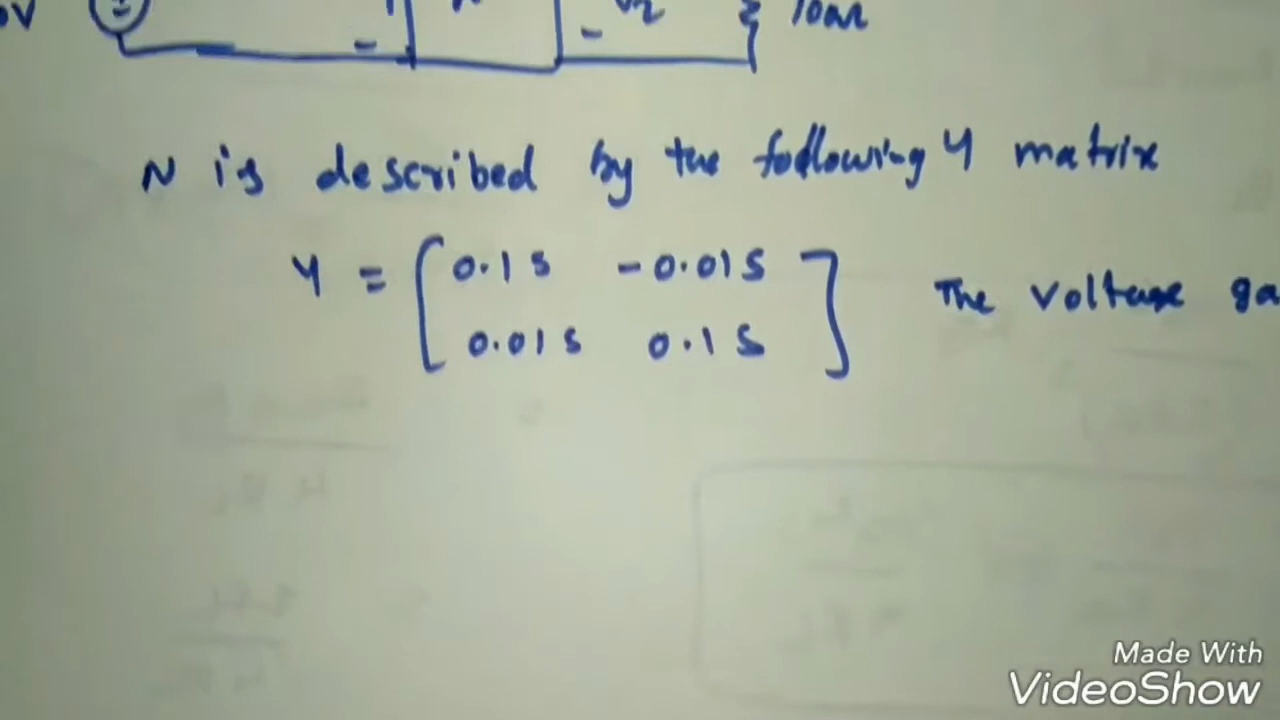 N is described by the following Y matrix
Y = [ 0.1 S -0.01 S
0.01 S 0.1 S ] The voltage
Made With
VideoShow